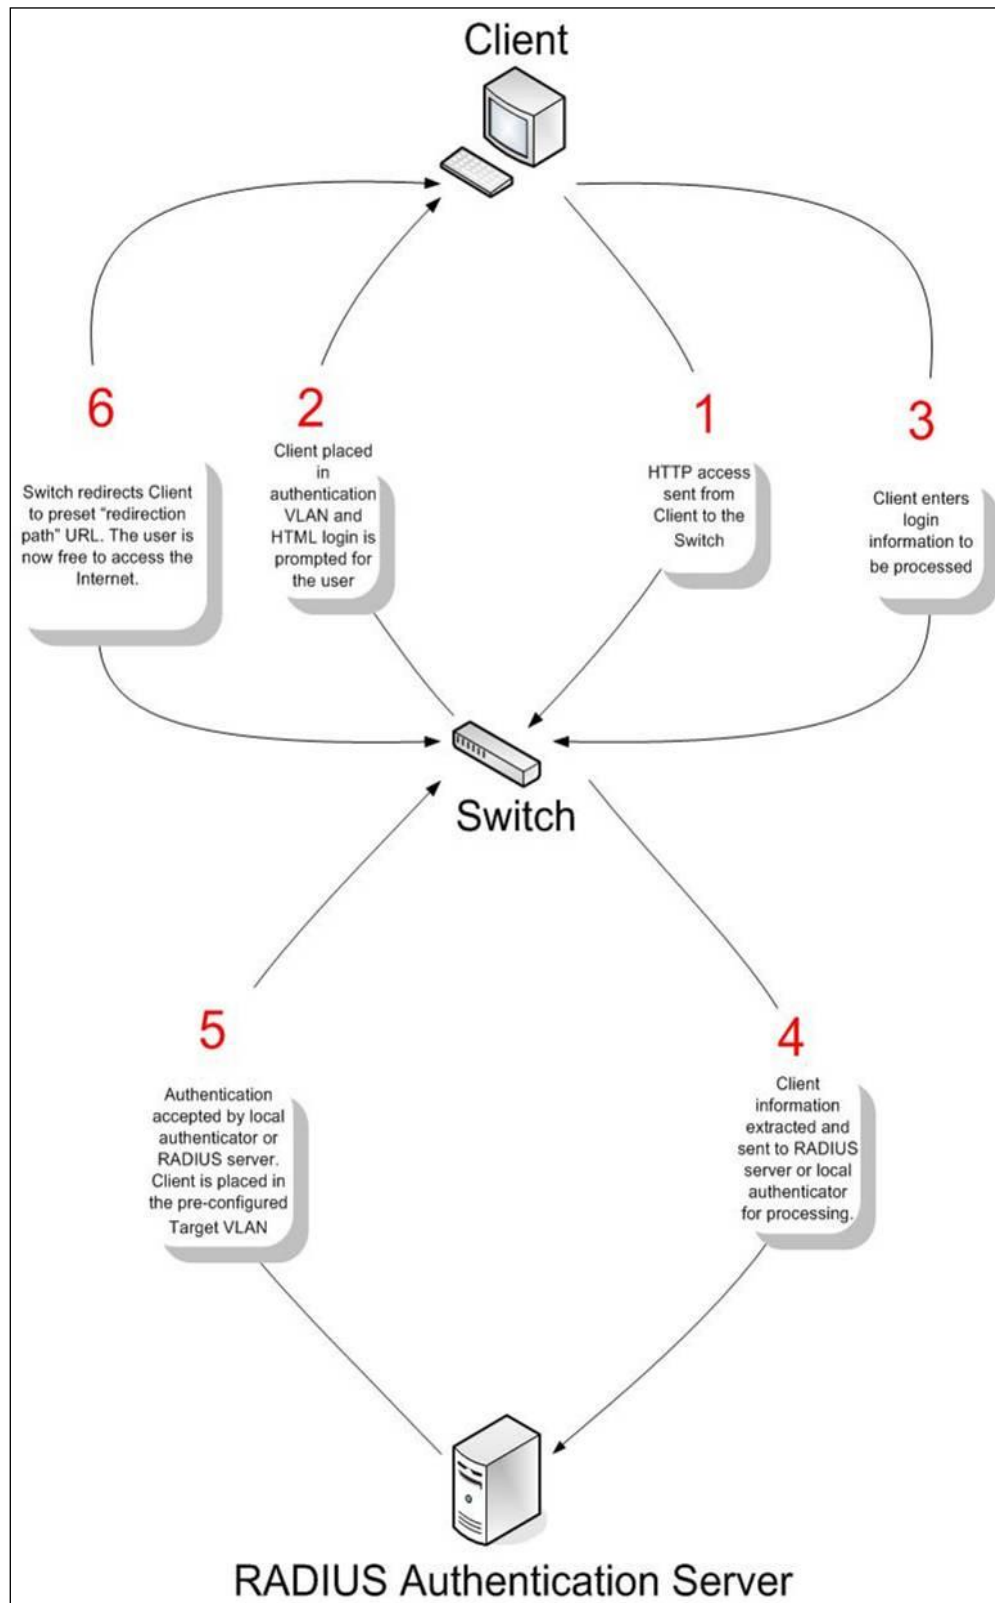 Client
6
Switch redirects Client
to preset “redirection
path” URL. The user is
now free to access the
Internet.
2
Client placed
in
authentication
VLAN and
HTML login is
prompted for
the user
1
HTTP access
sent from
Client to the
Switch
3
Client enters
login
information to
be processed
Switch
5
Authentication
accepted by local
authenticator or
RADIUS server.
Client is placed in
the pre-configured
Target VLAN
4
Client
information
extracted and
sent to RADIUS
server or local
authenticator
for processing.
RADIUS Authentication Server